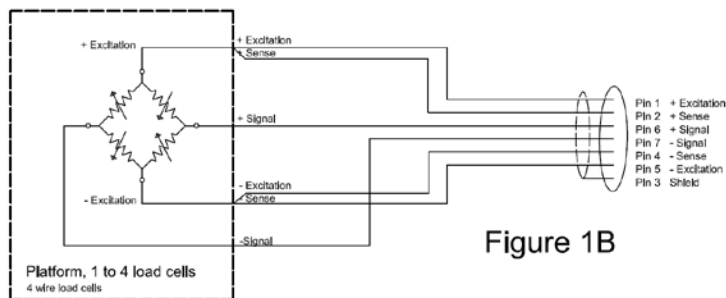 + Excitation
+ Excitation
+ Sense
+ Signal
- Excitation
- Excitation
+ Sense
-Signal
Platform, 1 to 4 load cells
4 wire load cells
Pin 1 + Excitation
Pin 2 + Sense
Pin 6 + Signal
Pin 7 - Signal
Pin 4 - Sense
Pin 5 - Excitation
Pin 3 Shield
Figure 1B